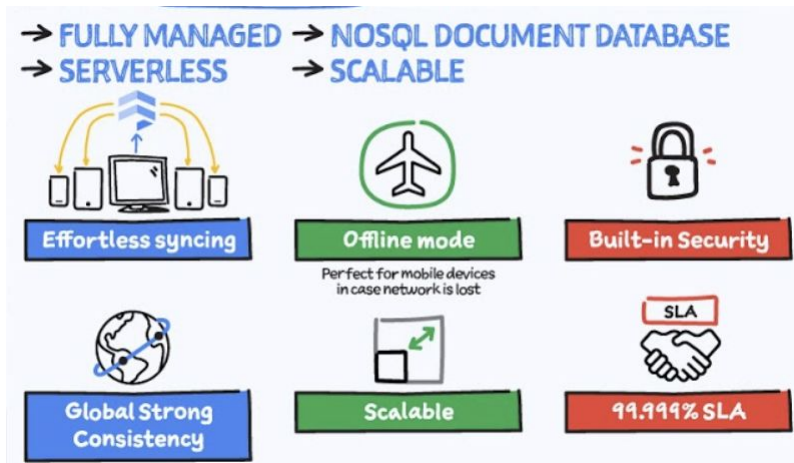 → FULLY MANAGED → NOSQL DOCUMENT DATABASE
→ SERVERLESS → SCALABLE
Effortless syncing
Offline mode
Built-in Security
Perfect for mobile devices
in case network is lost
SLA
Global Strong
Consistency
Scalable
99.999% SLA